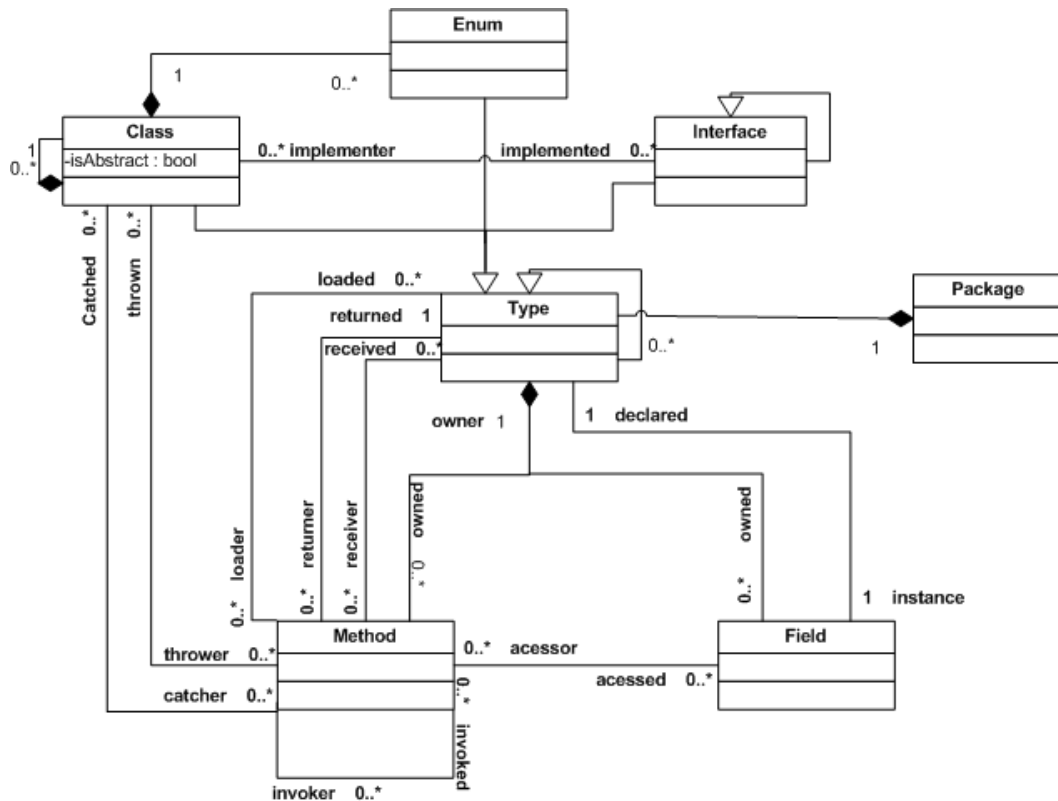 Enum
1
0..*
Class
-isAbstract : bool
1
0..*
0..* implementer
implemented 0..*
Interface
Catched 0..*
thrown 0..*
loaded 0..*
Type
returned 1
received 0..*
0..*
Package
1
owner 1
1 declared
0..* loader
0..* returner
0..* receiver
0..* owned
0..* owned
1 instance
Method
Field
thrower 0..*
0..* acessor
acessed 0..*
catcher 0..*
0..* invoked
invoker 0..*